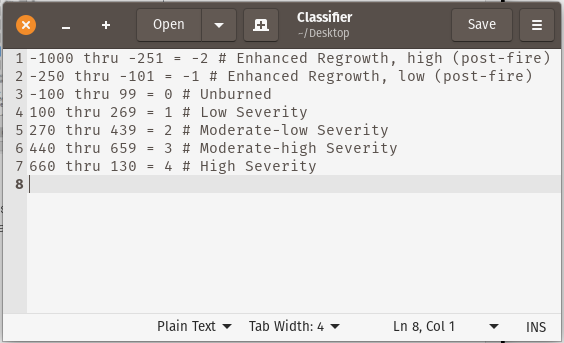 Open
Classifier
~/Desktop
Save
1 -1000 thru -251 = -2 # Enhanced Regrowth, high (post-fire)
2 -250 thru -101 = -1 # Enhanced Regrowth, low (post-fire)
3 -100 thru 99 = 0 # Unburned
4 100 thru 269 = 1 # Low Severity
5 270 thru 439 = 2 # Moderate-low Severity
6 440 thru 659 = 3 # Moderate-high Severity
7 660 thru 130 = 4 # High Severity
8
Plain Text Tab Width: 4 Ln 8, Col 1 INS